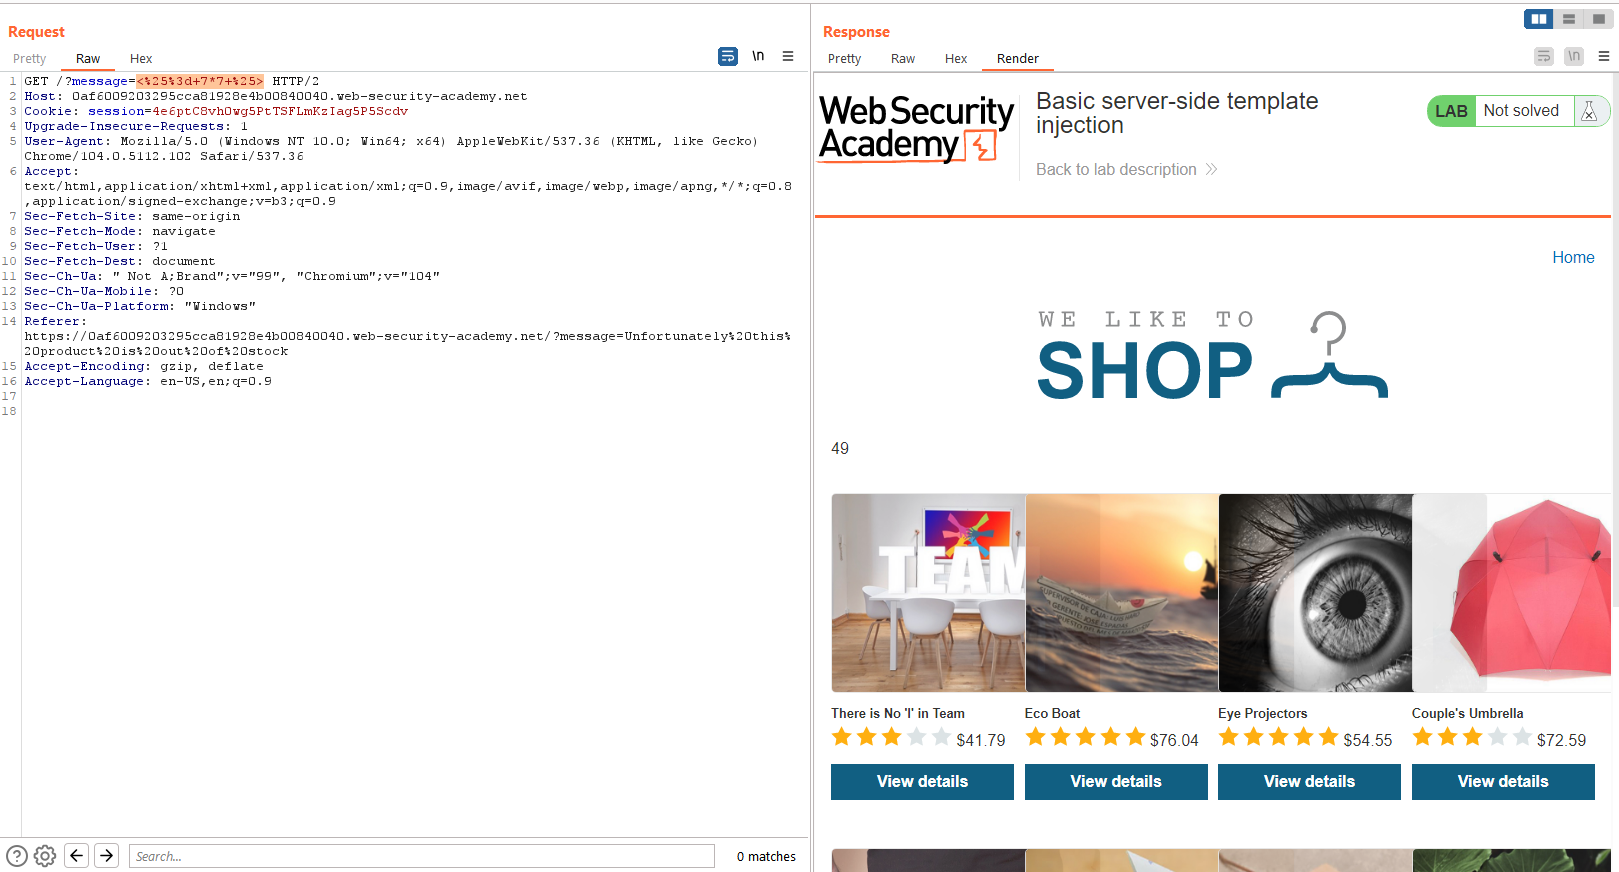 Request
Pretty Raw Hex
\n
1 GET /?message=<%25%3d+7*7+%25> HTTP/2
2 Host: 0af6009203295cca81928e4b00840040.web-security-academy.net
3 Cookie: session=4e6ptC8vhOwg5PtTSFLmKzIag5P5Scdv
4 Upgrade-Insecure-Requests: 1
5 User-Agent: Mozilla/5.0 (Windows NT 10.0; Win64; x64) AppleWebKit/537.36 (KHTML, like Gecko)
Chrome/104.0.5112.102 Safari/537.36
6 Accept:
text/html,application/xhtml+xml,application/xml;q=0.9,image/avif,image/webp,image/apng,*/*;q=0.8
,application/signed-exchange;v=b3;q=0.9
7 Sec-Fetch-Site: same-origin
8 Sec-Fetch-Mode: navigate
9 Sec-Fetch-User: ?1
10 Sec-Fetch-Dest: document
11 Sec-Ch-Ua: " Not A;Brand";v="99", "Chromium";v="104"
12 Sec-Ch-Ua-Mobile: ?0
13 Sec-Ch-Ua-Platform: "Windows"
14 Referer:
https://0af6009203295cca81928e4b00840040.web-security-academy.net/?message=Unfortunately%20this%
20product%20is%20out%20of%20stock
15 Accept-Encoding: gzip, deflate
16 Accept-Language: en-US,en;q=0.9
17
18
Search...
0 matches
Response
Pretty Raw Hex Render
\n
Web Security
Academy
Basic server-side template
injection
Back to lab description
LAB Not solved
Home
WE LIKE TO
SHOP
49
TEAM
There is No 'I' in Team
$41.79
View details
Eco Boat
$76.04
View details
Eye Projectors
$54.55
View details
Couple's Umbrella
$72.59
View details